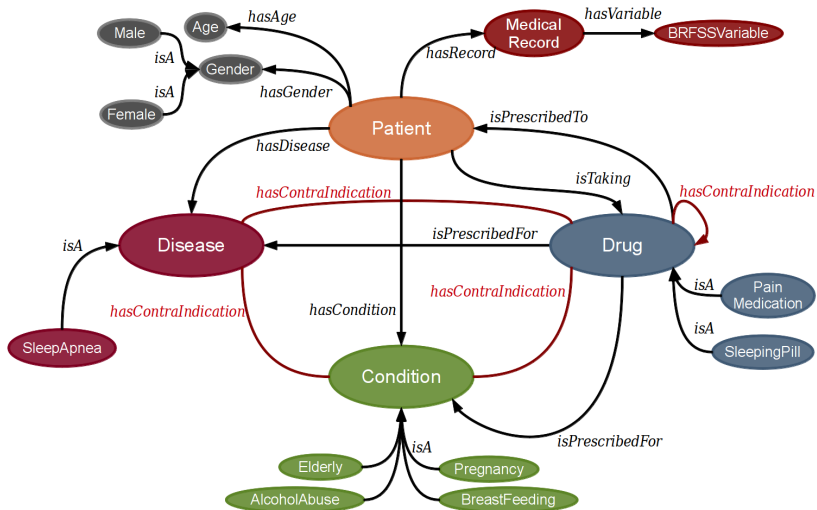 Male
Age
hasAge
Medical
Record
hasVariable
BRFSSVariable
isA
Gender
hasRecord
isA
hasGender
Female
Patient
isPrescribedTo
hasDisease
isTaking
hasContraIndication
hasContraIndication
isA
Disease
isPrescribedFor
Drug
hasContraIndication
hasCondition
hasContraIndication
isA
Pain
Medication
isA
SleepApnea
SleepingPill
Condition
isPrescribedFor
Elderly
isA
Pregnancy
AlcoholAbuse
BreastFeeding